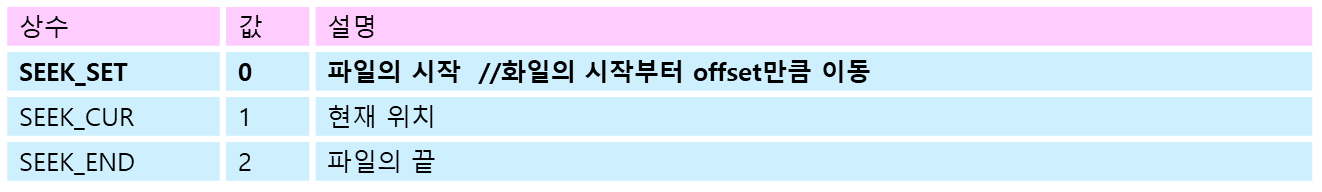 상수 값 설명
SEEK_SET 0 파일의 시작 //화일의 시작부터 offset만큼 이동
SEEK_CUR 1 현재 위치
SEEK_END 2 파일의 끝